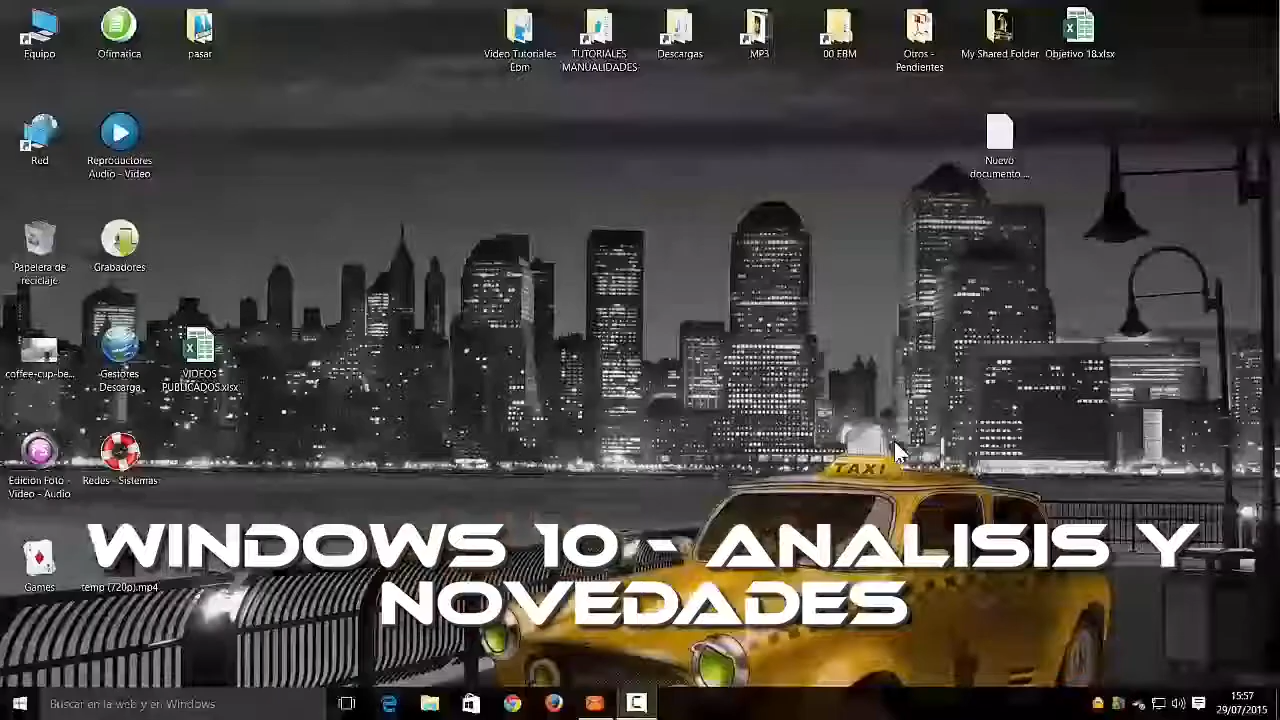 Equipo
Ofimatica
pasar
Video Tutoriales
Ebm
TUTORIALES
MANUALIDADES
Descargas
MP3
00 EBM
Otros -
Pendientes
My Shared Folder
Objetivo 18.xlsx
Red
Reproductores
Audio - Video
Nuevo
documento....
Papelera de
reciclaje
Grabadores
coffee-cup-be...
Gestores
Descarga
VIDEOS
PUBLICADOS.xlsx
TAXI
Edicion Foto -
Video - Audio
Redes - Sistemas
WINDOWS 10 - ANALISIS Y
NOVEDADES
Games
temp (720p).mp4
Buscar en la web y en Windows
15:57
29/07/2015